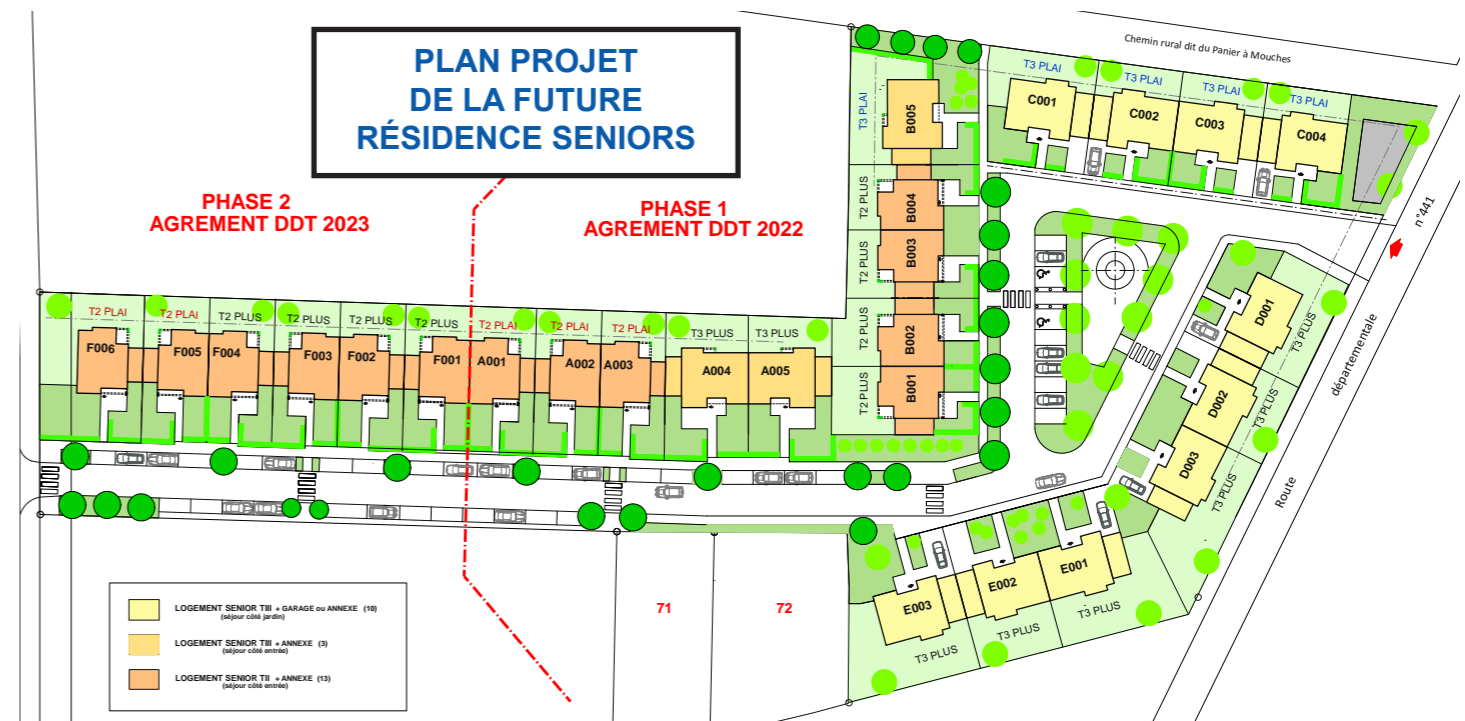 PLAN PROJET
DE LA FUTURE
RÉSIDENCE SENIORS
PHASE 2
AGREMENT DDT 2023
PHASE 1
AGREMENT DDT 2022
Chemin rural dit du Panier à Mouches
T3 PLAI
T3 PLAI
T3 PLAI
T3 PLAI
C001
C002
C003
C004
T3 PLAI
B005
T2 PLUS
B004
T2 PLUS
B003
T2 PLUS
B002
T2 PLUS
B001
n°441
départementale
Route
T2 PLAI
T2 PLAI
T2 PLUS
T2 PLUS
T2 PLUS
T2 PLUS
T2 PLAI
T2 PLAI
T2 PLAI
T3 PLUS
T3 PLUS
F006
F005
F004
F003
F002
F001
A001
A002
A003
A004
A005
D001
T3 PLUS
D002
T3 PLUS
D003
T3 PLUS
E003
E002
E001
T3 PLUS
T3 PLUS
T3 PLUS
71
72
LOGEMENT SENIOR TIII + GARAGE ou ANNEXE (10)
(séjour côté jardin)
LOGEMENT SENIOR TIII + ANNEXE (3)
(séjour côté entrée)
LOGEMENT SENIOR TII + ANNEXE (13)
(séjour côté entrée)